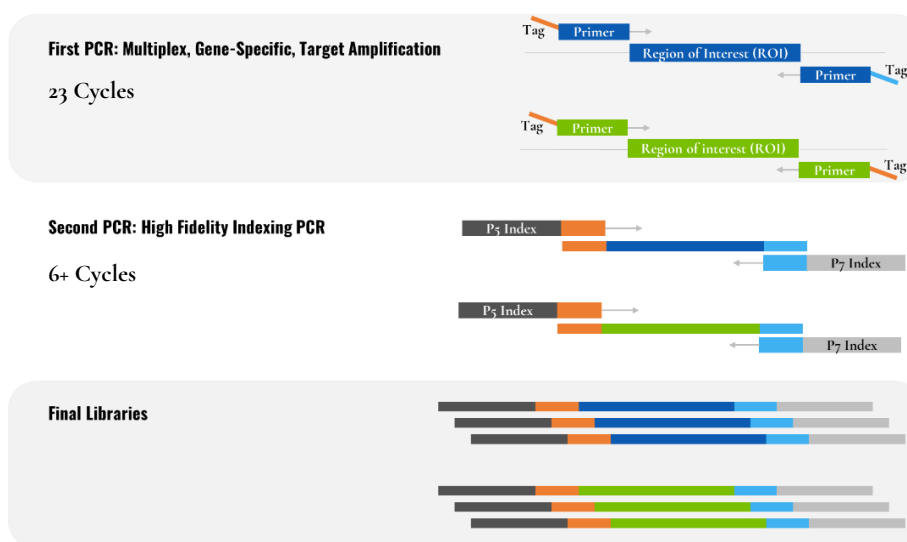 First PCR: Multiplex, Gene-Specific, Target Amplification
23 Cycles
Tag
Primer
Region of Interest (ROI)
Primer
Tag
Tag
Primer
Region of interest (ROI)
Primer
Tag
Second PCR: High Fidelity Indexing PCR
6+ Cycles
P5 Index
P7 Index
P5 Index
P7 Index
Final Libraries